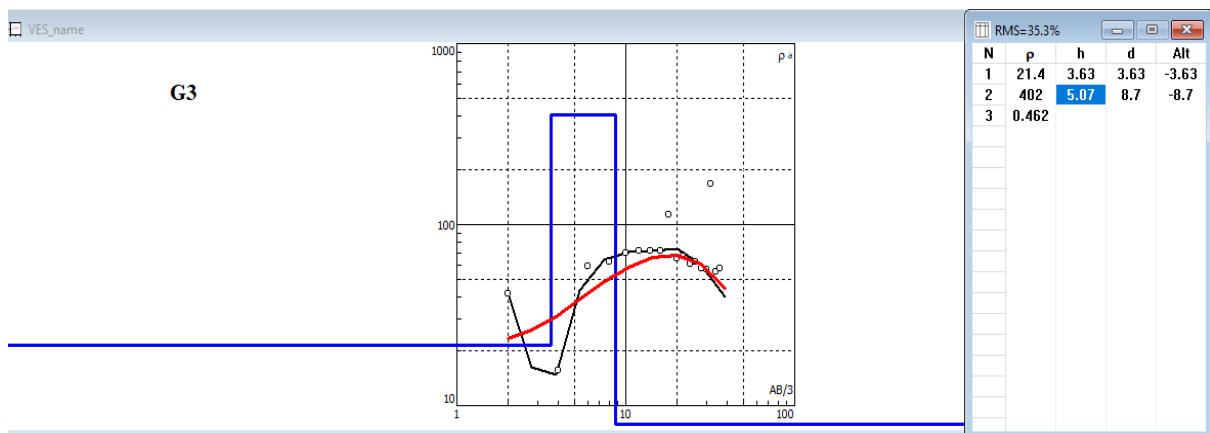 VES_name
RMS=35.3%
G3
1000
100
10
1
10
100
ρ a
AB/3
N ρ h d Alt
1 21.4 3.63 3.63 -3.63
2 402 5.07 8.7 -8.7
3 0.462